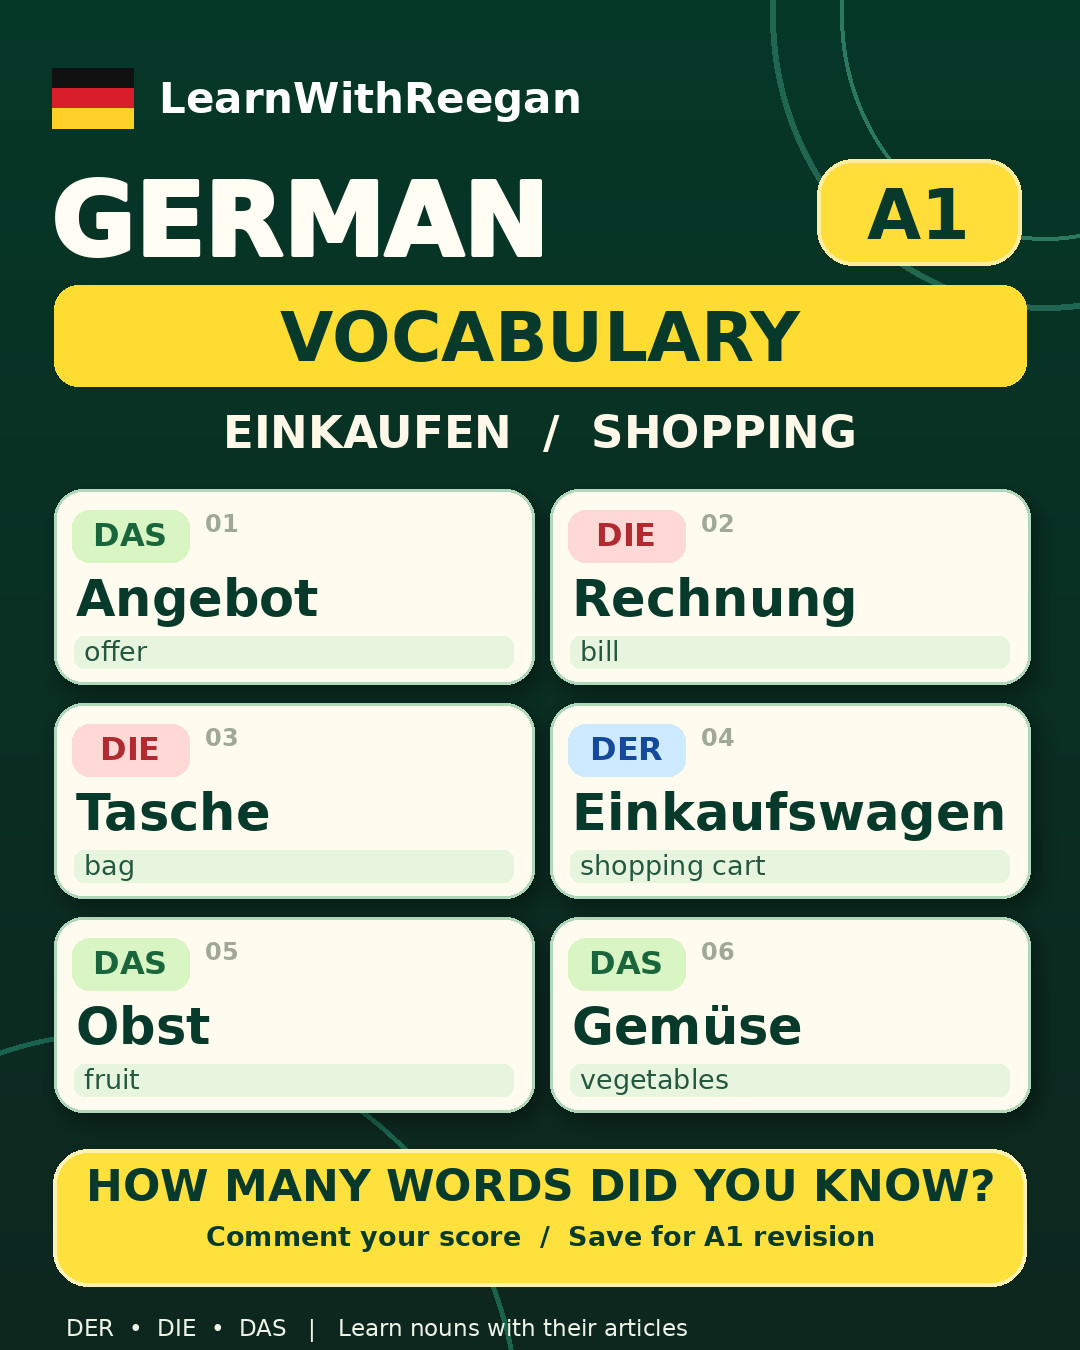 LearnWithReegan
GERMAN
A1
VOCABULARY
EINKAUFEN / SHOPPING
DAS 01
Angebot
offer
DIE 02
Rechnung
bill
DIE 03
Tasche
bag
DER 04
Einkaufswagen
shopping cart
DAS 05
Obst
fruit
DAS 06
Gemüse
vegetables
HOW MANY WORDS DID YOU KNOW?
Comment your score / Save for A1 revision
DER • DIE • DAS | Learn nouns with their articles